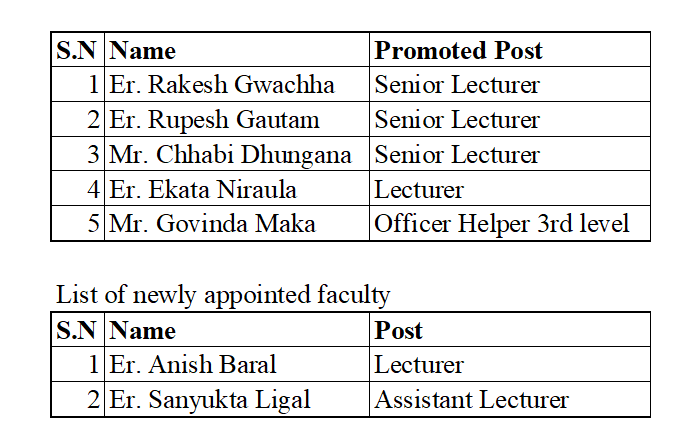 S.N Name Promoted Post
1 Er. Rakesh Gwachha Senior Lecturer
2 Er. Rupesh Gautam Senior Lecturer
3 Mr. Chhabi Dhungana Senior Lecturer
4 Er. Ekata Niraula Lecturer
5 Mr. Govinda Maka Officer Helper 3rd level
List of newly appointed faculty
S.N Name Post
1 Er. Anish Baral Lecturer
2 Er. Sanyukta Ligal Assistant Lecturer